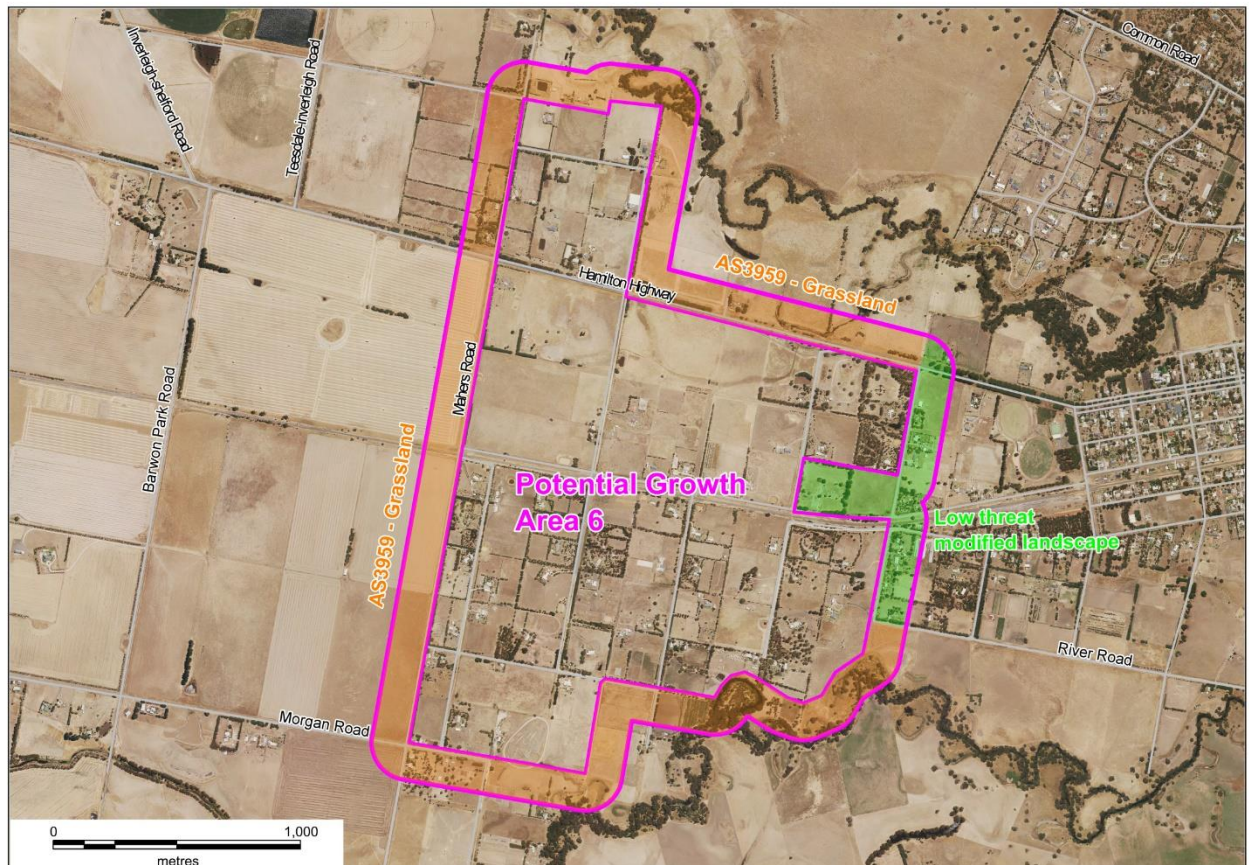 Common Road
Inverleigh-shelford Road
Teesdale-inverleigh Road
AS3959 - Grassland
Hamilton Highway
Mahers Road
Barwon Park Road
AS3959 - Grassland
Potential Growth
Area 6
Low threat
modified landscape
River Road
Morgan Road
0 1,000
metres